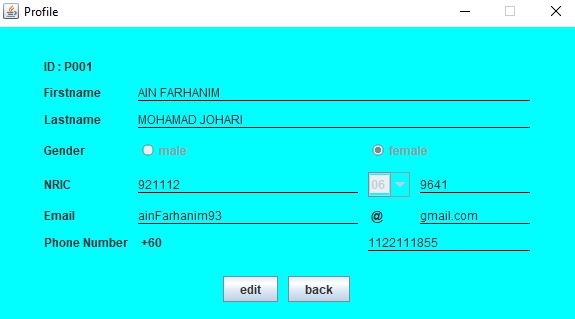 Profile
ID : P001
Firstname AIN FARHANIM
Lastname MOHAMAD JOHARI
Gender male female
NRIC 921112 06 9641
Email ainFarhanim93 @ gmail.com
Phone Number +60 1122111855
edit back